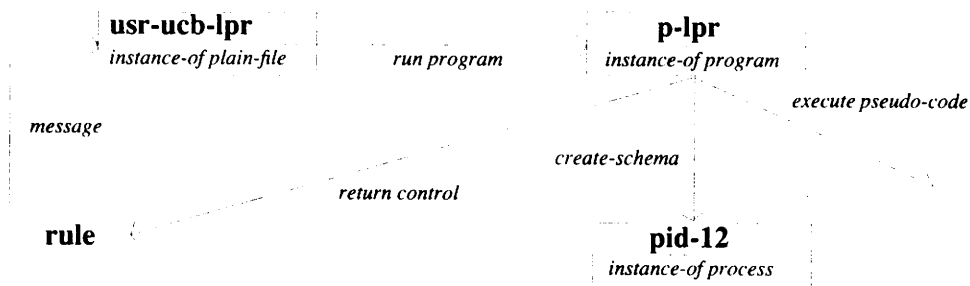 usr-ucb-lpr
instance-of plain-file
run program
p-lpr
instance-of program
execute pseudo-code
message
create-schema
return control
rule
pid-12
instance-of process